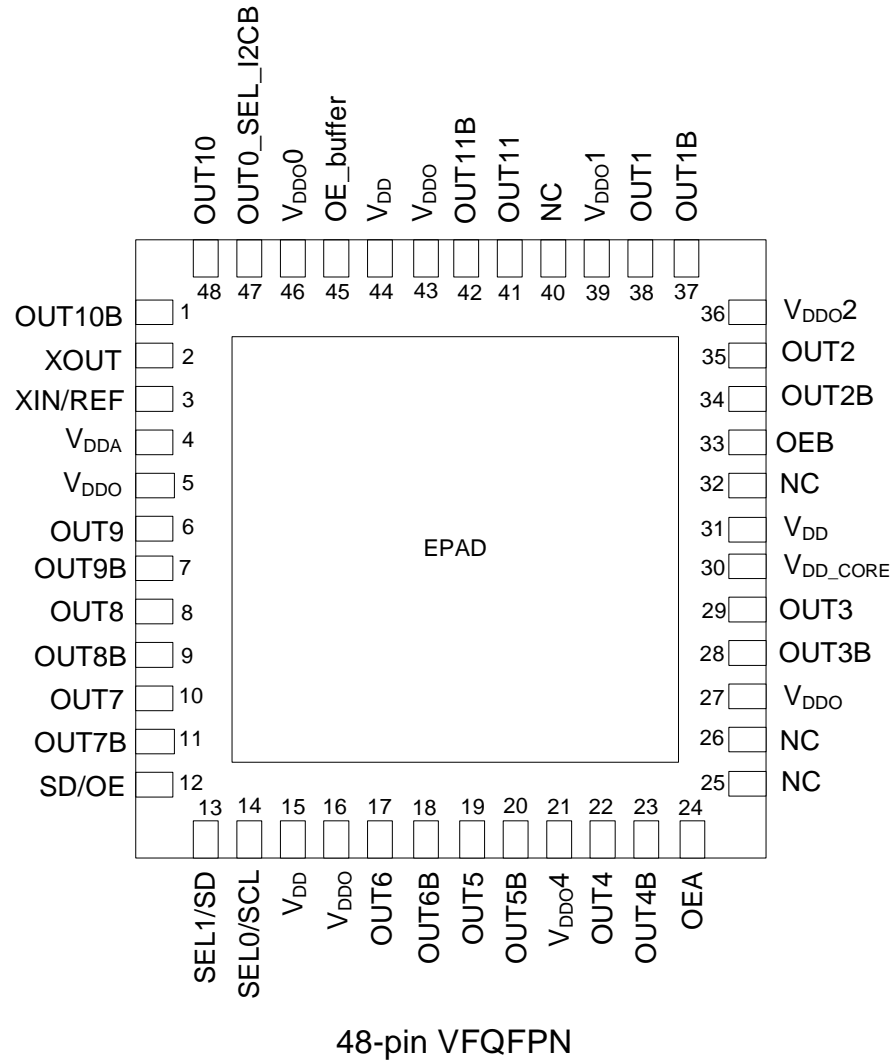 OUT10
OUT0_SEL_I2CB
VDDO0
OE_buffer
VDD
VDDO
OUT11B
OUT11
NC
VDDO1
OUT1
OUT1B
48
47
46
45
44
43
42
41
40
39
38
37
OUT10B 1
XOUT 2
XIN/REF 3
VDDA 4
VDDO 5
OUT9 6
OUT9B 7
OUT8 8
OUT8B 9
OUT7 10
OUT7B 11
SD/OE 12
EPAD
36 VDDO2
35 OUT2
34 OUT2B
33 OEB
32 NC
31 VDD
30 VDD_CORE
29 OUT3
28 OUT3B
27 VDDO
26 NC
25 NC
13
14
15
16
17
18
19
20
21
22
23
24
SEL1/SD
SEL0/SCL
VDD
VDDO
OUT6
OUT6B
OUT5
OUT5B
VDDO4
OUT4
OUT4B
OEA
48-pin VFQFPN